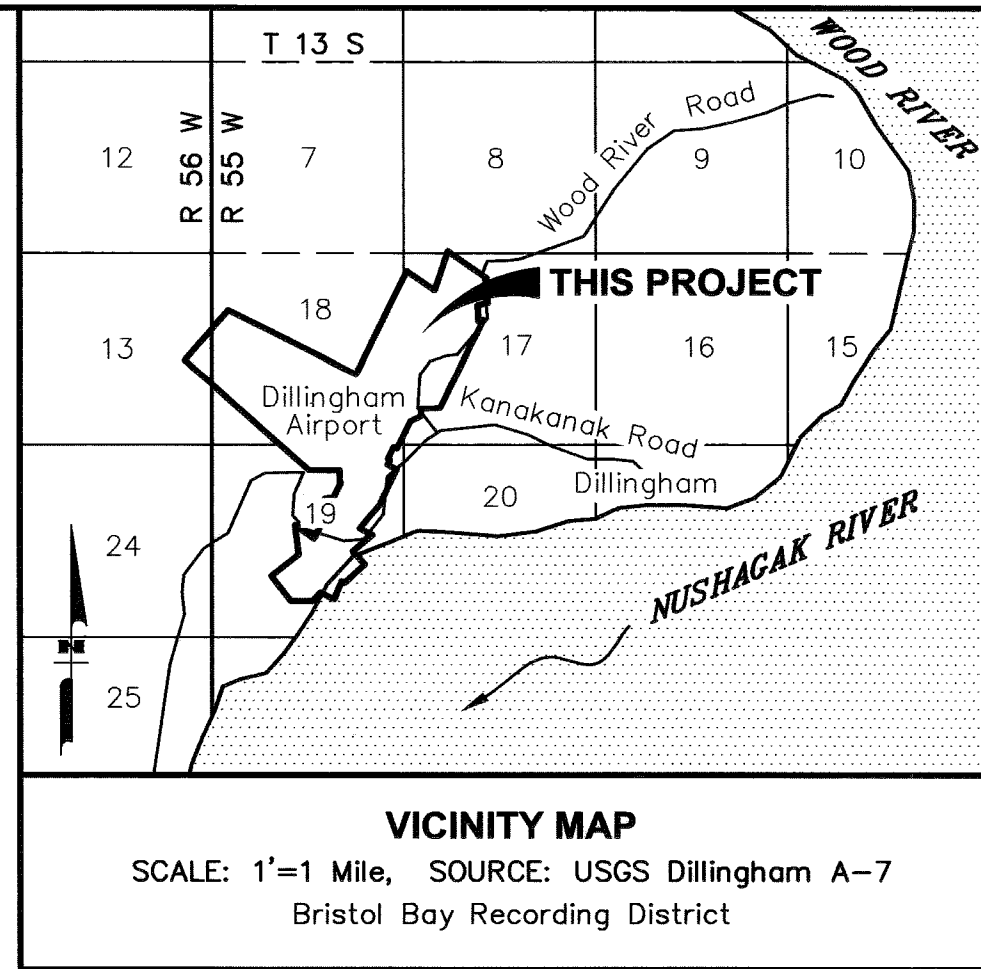 T 13 S
WOOD RIVER
R 56 W
R 55 W
12
7
8
9
10
Wood River Road
THIS PROJECT
13
18
17
16
15
Dillingham
Airport
Kanakanak Road
Dillingham
24
19
20
NUSHAGAK RIVER
N
25
VICINITY MAP
SCALE: 1'=1 Mile, SOURCE: USGS Dillingham A-7
Bristol Bay Recording District